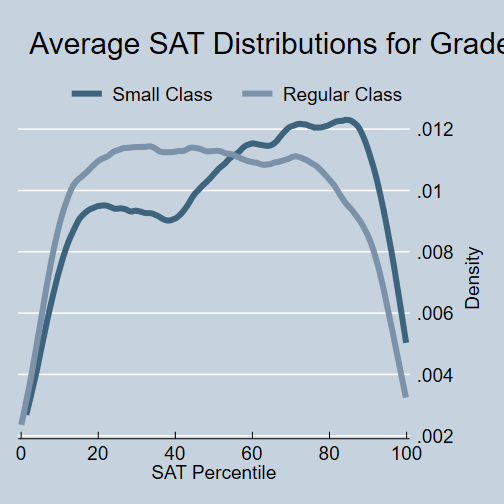 Average SAT Distributions for Grade
Small Class
Regular Class
.012
.01
.008
.006
.004
.002
Density
0 20 40 60 80 100
SAT Percentile